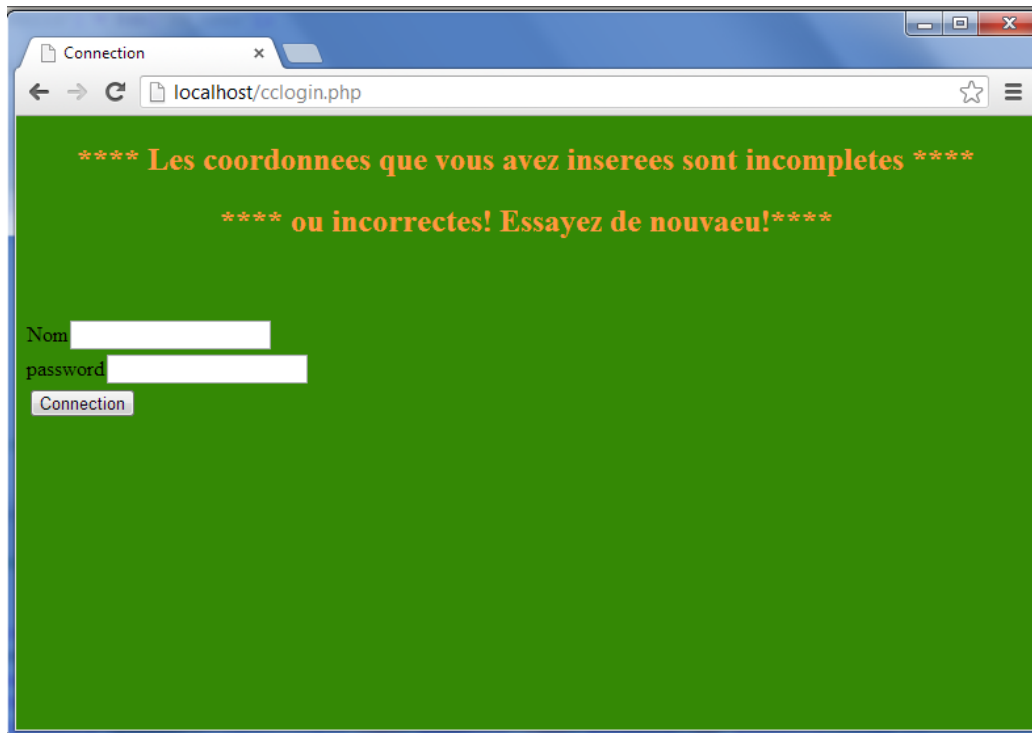 Connection
localhost/cclogin.php
**** Les coordonnees que vous avez inserees sont incompletes ****
**** ou incorrectes! Essayez de nouvaeu!****
Nom
password
Connection